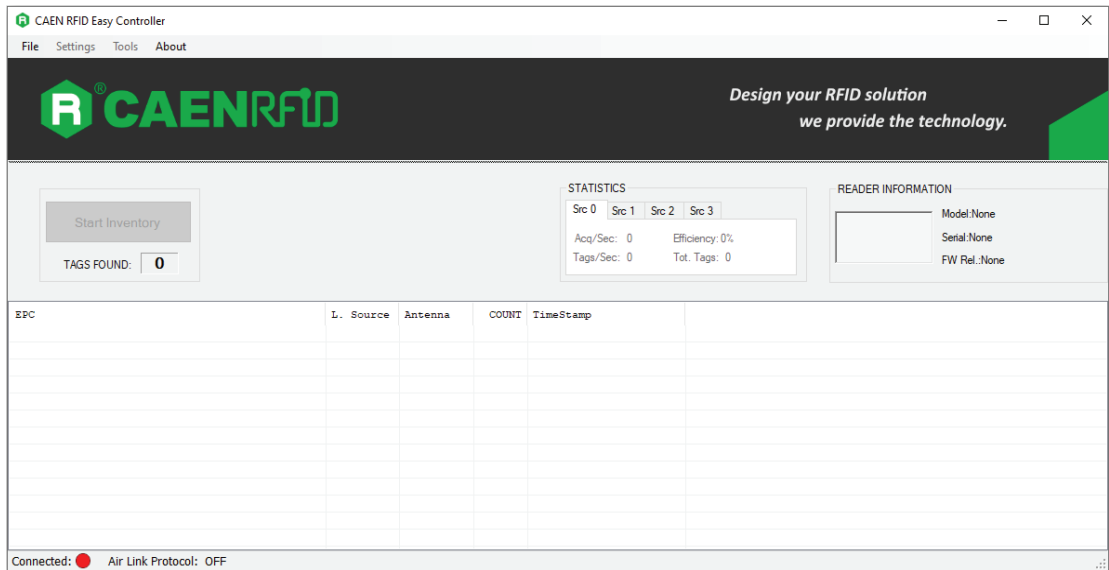 CAEN RFID Easy Controller
File Settings Tools About
R® CAENRFID
Design your RFID solution
we provide the technology.
Start Inventory
TAGS FOUND: 0
STATISTICS
Src 0 Src 1 Src 2 Src 3
Acq/Sec: 0 Efficiency: 0%
Tags/Sec: 0 Tot. Tags: 0
READER INFORMATION
Model:None
Serial:None
FW Rel.:None
EPC L. Source Antenna COUNT TimeStamp
Connected: Air Link Protocol: OFF